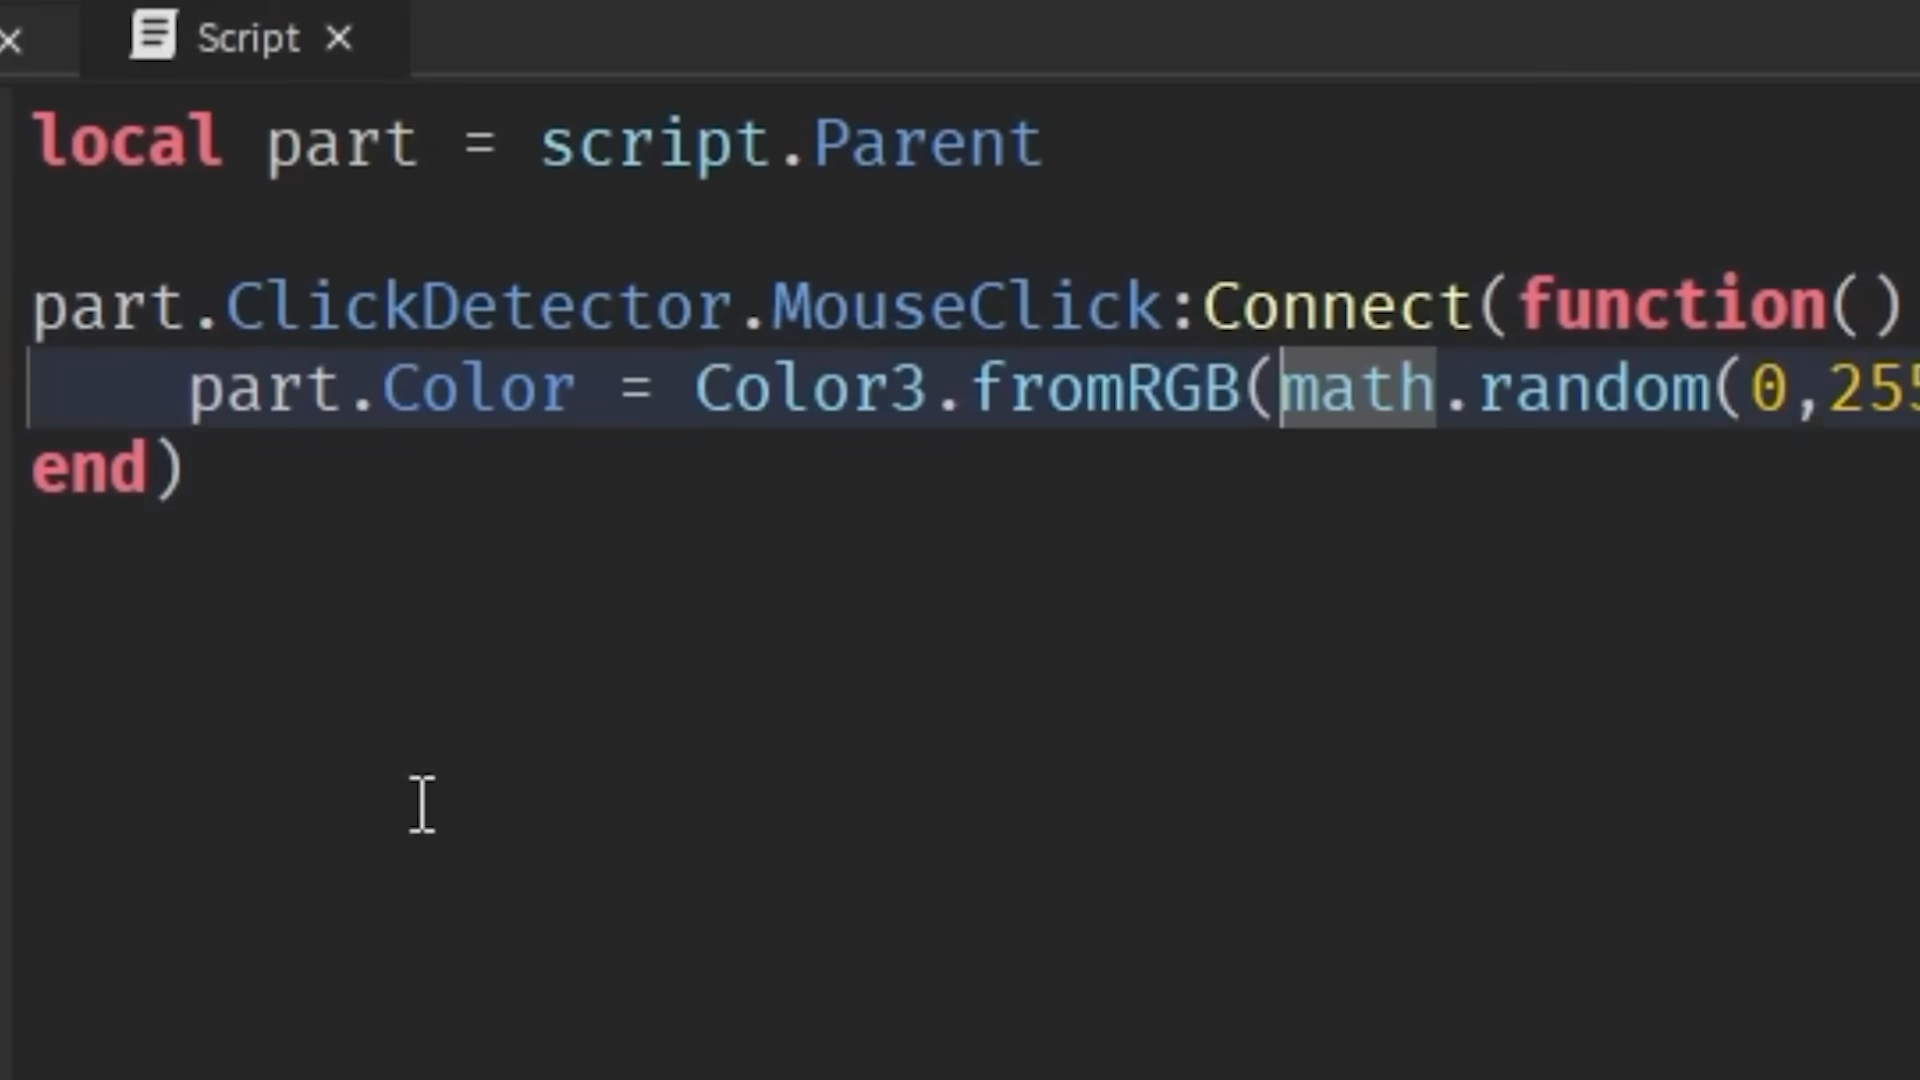 Script
local part = script.Parent
part.ClickDetector.MouseClick:Connect(function()
part.Color = Color3.fromRGB(math.random(0,255
end)